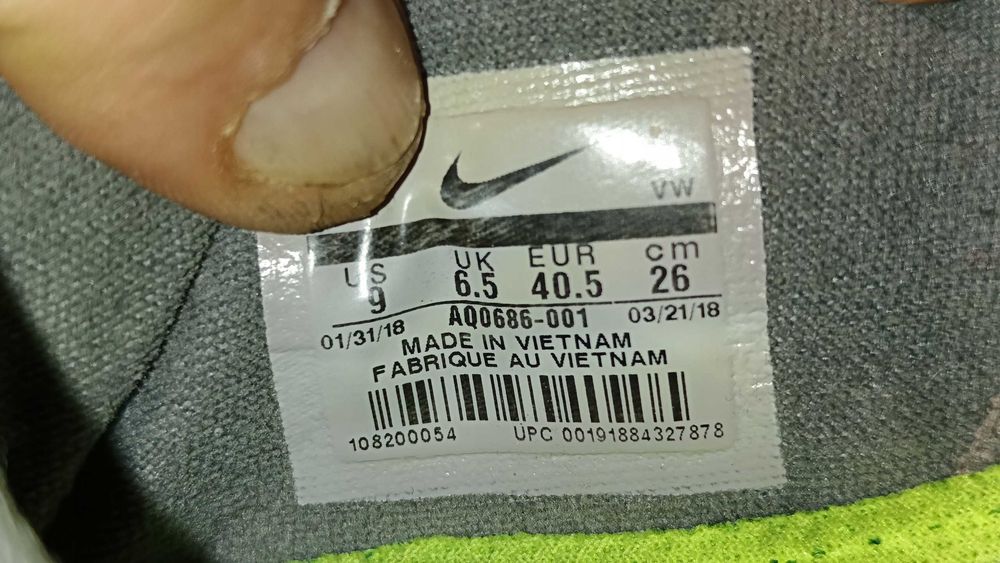 VW
US UK EUR cm
9 6.5 40.5 26
01/31/18 AQ0686-001 03/21/18
MADE IN VIETNAM
FABRIQUE AU VIETNAM
108200054 UPC 00191884327878